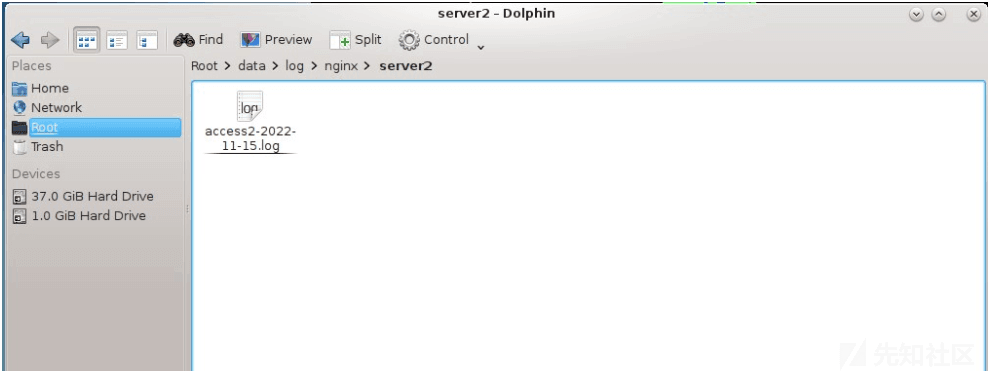 server2 – Dolphin
Find Preview Split Control
Places
Root > data > log > nginx > server2
Home
Network
Root
Trash
Devices
37.0 GiB Hard Drive
1.0 GiB Hard Drive
log
access2-2022-
11-15.log
先知社区